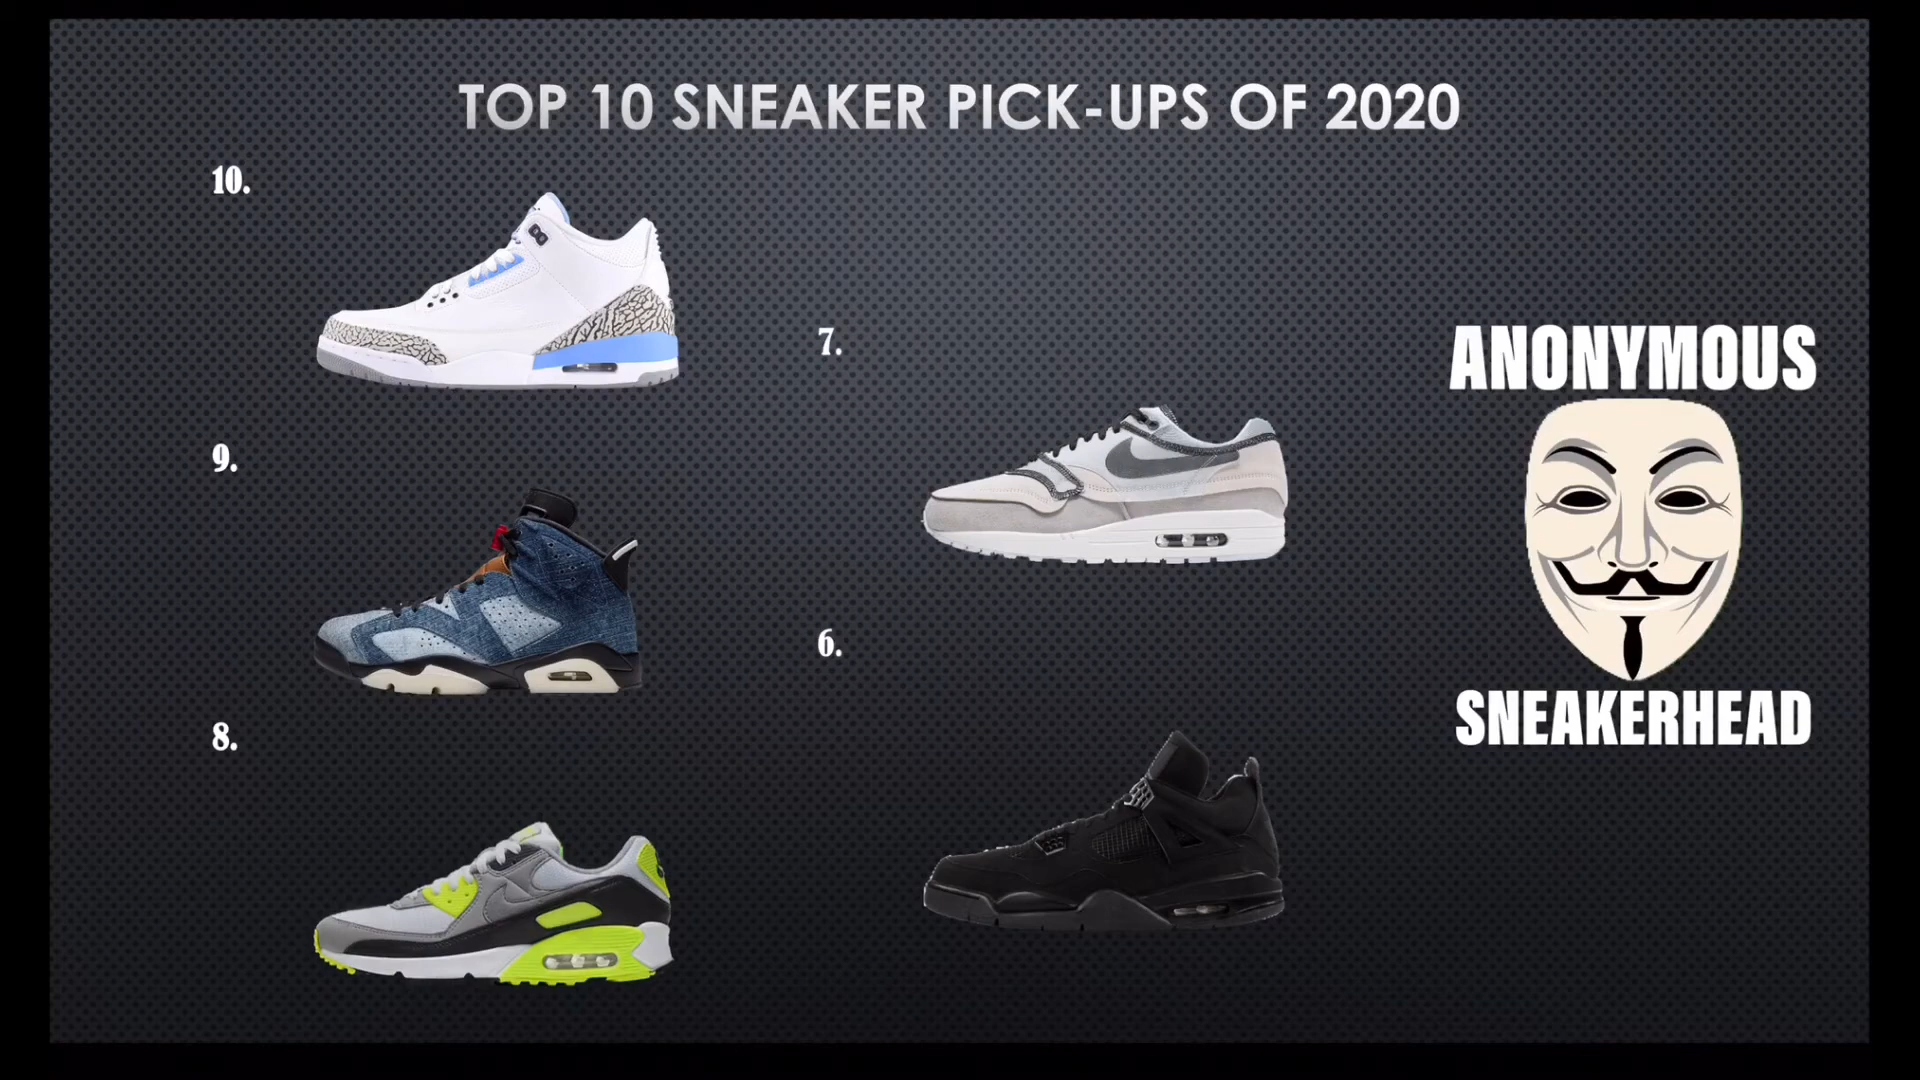 TOP 10 SNEAKER PICK-UPS OF 2020
10.
9.
8.
7.
6.
ANONYMOUS
SNEAKERHEAD